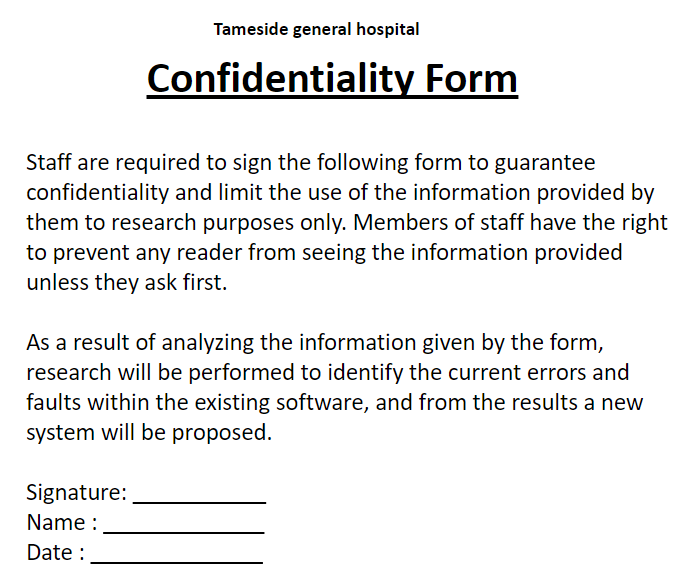 Tameside general hospital
Confidentiality Form
Staff are required to sign the following form to guarantee
confidentiality and limit the use of the information provided by
them to research purposes only. Members of staff have the right
to prevent any reader from seeing the information provided
unless they ask first.
As a result of analyzing the information given by the form,
research will be performed to identify the current errors and
faults within the existing software, and from the results a new
system will be proposed.
Signature: ___________
Name : _____________
Date : ______________